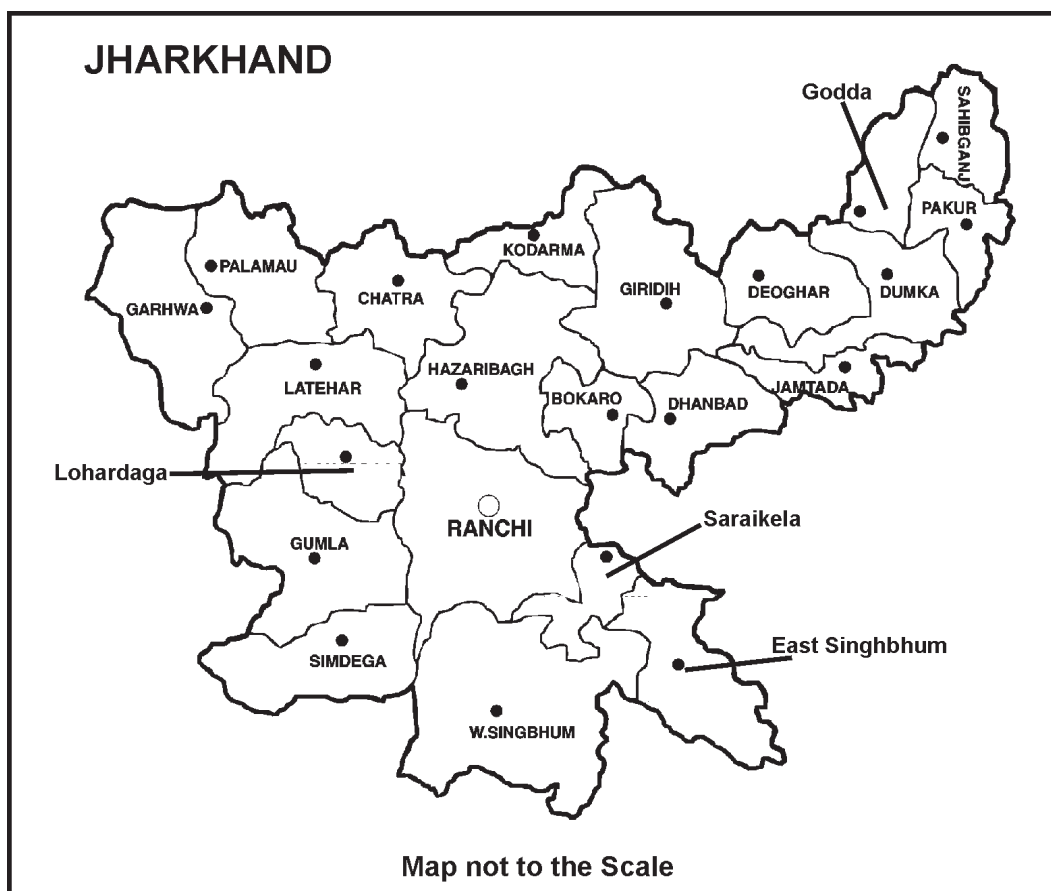 JHARKHAND
Godda
SAHIBGANJ
PAKUR
KODARMA
PALAMAU
CHATRA
GIRIDIH
DEOGHAR
DUMKA
GARHWA
LATEHAR
HAZARIBAGH
BOKARO
DHANBAD
JAMTADA
Lohardaga
RANCHI
Saraikela
GUMLA
SIMDEGA
East Singhbhum
W.SINGBHUM
Map not to the Scale